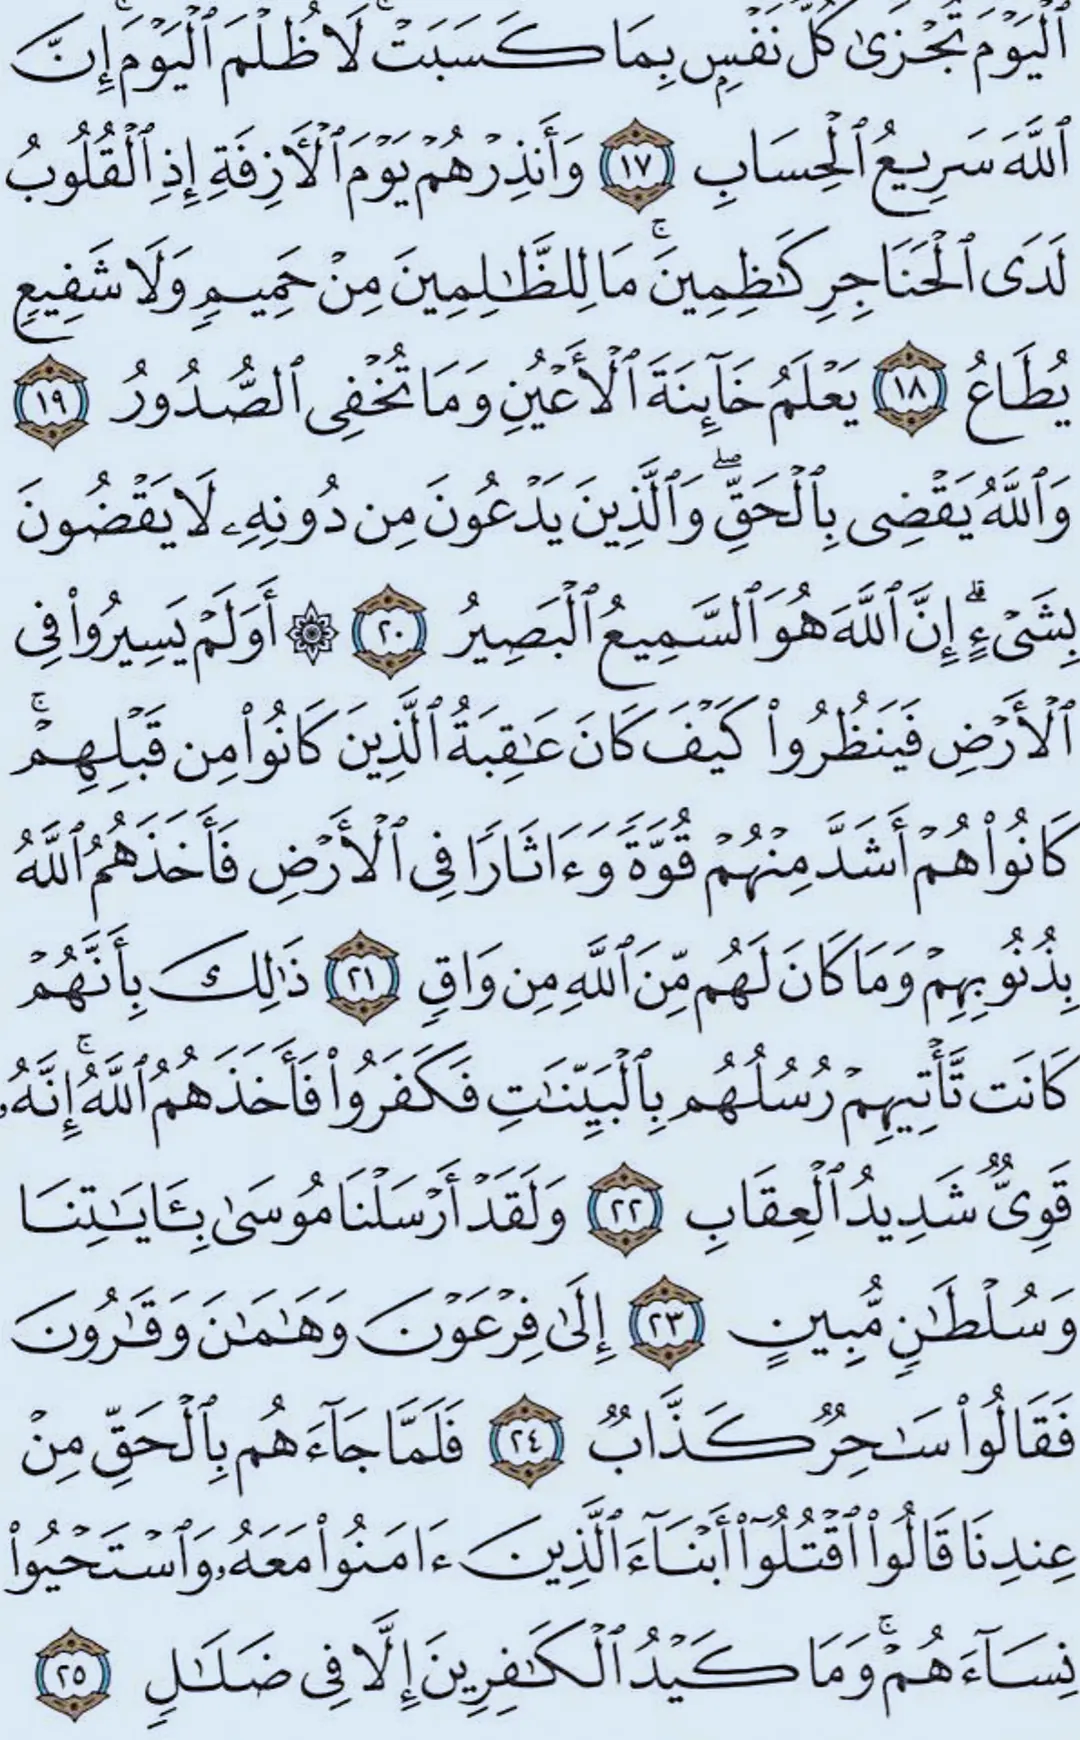 ٱلۡيَوۡمَ تُجۡزَىٰ كُلُّ نَفۡسِۭ بِمَا كَسَبَتۡۚ لَا ظُلۡمَ ٱلۡيَوۡمَۚ إِنَّ
ٱللَّهَ سَرِيعُ ٱلۡحِسَابِ ١٧ وَأَنذِرۡهُمۡ يَوۡمَ ٱلۡأٓزِفَةِ إِذِ ٱلۡقُلُوبُ
لَدَى ٱلۡحَنَاجِرِ كَٰظِمِينَۚ مَا لِلظَّٰلِمِينَ مِنۡ حَمِيمٖ وَلَا شَفِيعٖ
يُطَاعُ ١٨ يَعۡلَمُ خَآئِنَةَ ٱلۡأَعۡيُنِ وَمَا تُخۡفِي ٱلصُّدُورُ ١٩
وَٱللَّهُ يَقۡضِي بِٱلۡحَقِّۖ وَٱلَّذِينَ يَدۡعُونَ مِن دُونِهِۦ لَا يَقۡضُونَ
بِشَيۡءٍۗ إِنَّ ٱللَّهَ هُوَ ٱلسَّمِيعُ ٱلۡبَصِيرُ ٢٠ ۞ أَوَلَمۡ يَسِيرُواْ فِي
ٱلۡأَرۡضِ فَيَنظُرُواْ كَيۡفَ كَانَ عَٰقِبَةُ ٱلَّذِينَ كَانُواْ مِن قَبۡلِهِمۡۚ
كَانُواْ هُمۡ أَشَدَّ مِنۡهُمۡ قُوَّةٗ وَءَاثَارٗا فِي ٱلۡأَرۡضِ فَأَخَذَهُمُ ٱللَّهُ
بِذُنُوبِهِمۡ وَمَا كَانَ لَهُم مِّنَ ٱللَّهِ مِن وَاقٖ ٢١ ذَٰلِكَ بِأَنَّهُمۡ
كَانَت تَّأۡتِيهِمۡ رُسُلُهُم بِٱلۡبَيِّنَٰتِ فَكَفَرُواْ فَأَخَذَهُمُ ٱللَّهُۚ إِنَّهُۥ
قَوِيّٞ شَدِيدُ ٱلۡعِقَابِ ٢٢ وَلَقَدۡ أَرۡسَلۡنَا مُوسَىٰ بِـَٔايَٰتِنَا
وَسُلۡطَٰنٖ مُّبِينٍ ٢٣ إِلَىٰ فِرۡعَوۡنَ وَهَٰمَٰنَ وَقَٰرُونَ
فَقَالُواْ سَٰحِرٞ كَذَّابٞ ٢٤ فَلَمَّا جَآءَهُم بِٱلۡحَقِّ مِنۡ
عِندِنَا قَالُواْ ٱقۡتُلُوٓاْ أَبۡنَآءَ ٱلَّذِينَ ءَامَنُواْ مَعَهُۥ وَٱسۡتَحۡيُواْ
نِسَآءَهُمۡۚ وَمَا كَيۡدُ ٱلۡكَٰفِرِينَ إِلَّا فِي ضَلَٰلٖ ٢٥